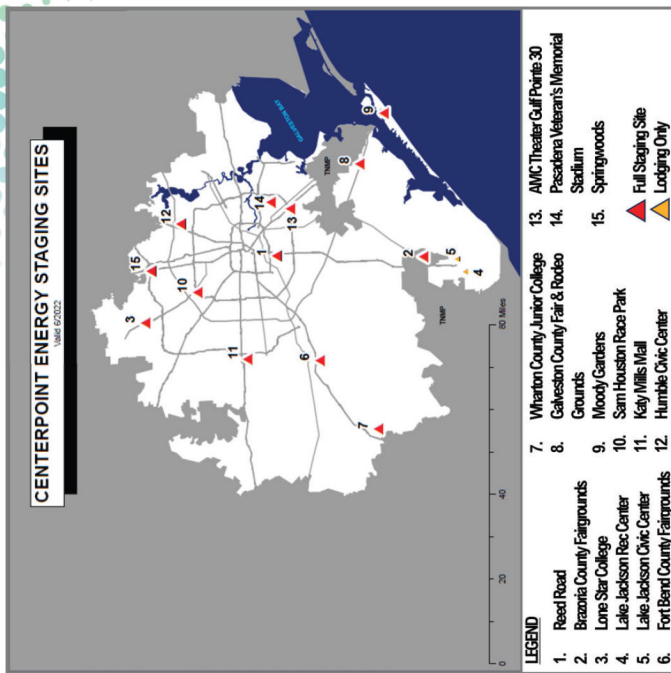 CENTERPOINT ENERGY STAGING SITES
Valid 6/2022
GALVESTON BAY
TNMP
TNMP
1
2
3
4
5
6
7
8
9
10
11
12
13
14
15
0
20
40
80 Miles
LEGEND
1. Reed Road
2. Brazoria County Fairgrounds
3. Lone Star College
4. Lake Jackson Rec Center
5. Lake Jackson Civic Center
6. Fort Bend County Fairgrounds
7. Wharton County Junior College
8. Galveston County Fair & Rodeo
Grounds
9. Moody Gardens
10. Sam Houston Race Park
11. Katy Mills Mall
12. Humble Civic Center
13. AMC Theater Gulf Pointe 30
14. Pasadena Veteran's Memorial
Stadium
15. Springwoods
Full Staging Site
Lodging Only